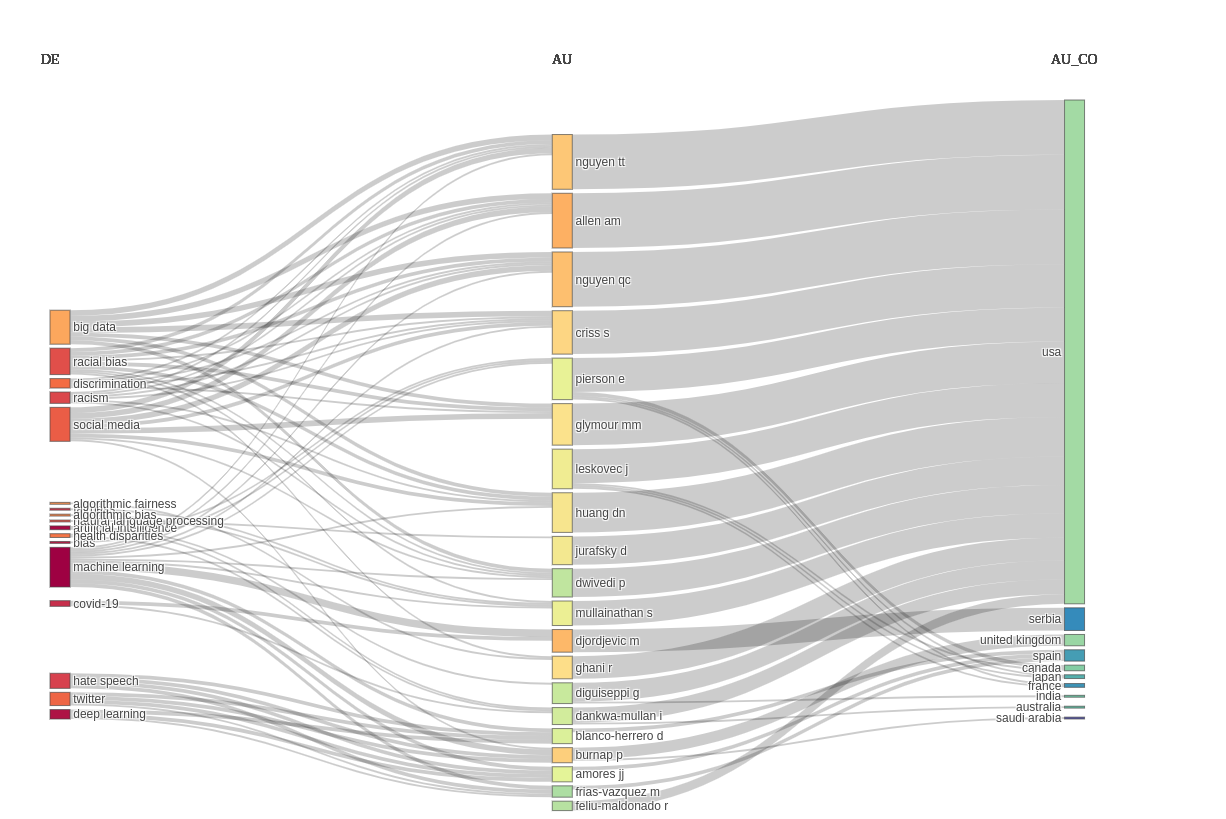 DE
AU
AU_CO
big data
racial bias
discrimination
racism
social media
algorithmic fairness
algorithmic bias
natural language processing
artificial intelligence
health disparities
bias
machine learning
covid-19
hate speech
twitter
deep learning
nguyen tt
allen am
nguyen qc
criss s
pierson e
glymour mm
leskovec j
huang dn
jurafsky d
dwivedi p
mullainathan s
djordjevic m
ghani r
diguiseppi g
dankwa-mullan i
blanco-herrero d
burnap p
amores jj
frias-vazquez m
feliu-maldonado r
usa
serbia
united kingdom
spain
canada
japan
france
india
australia
saudi arabia